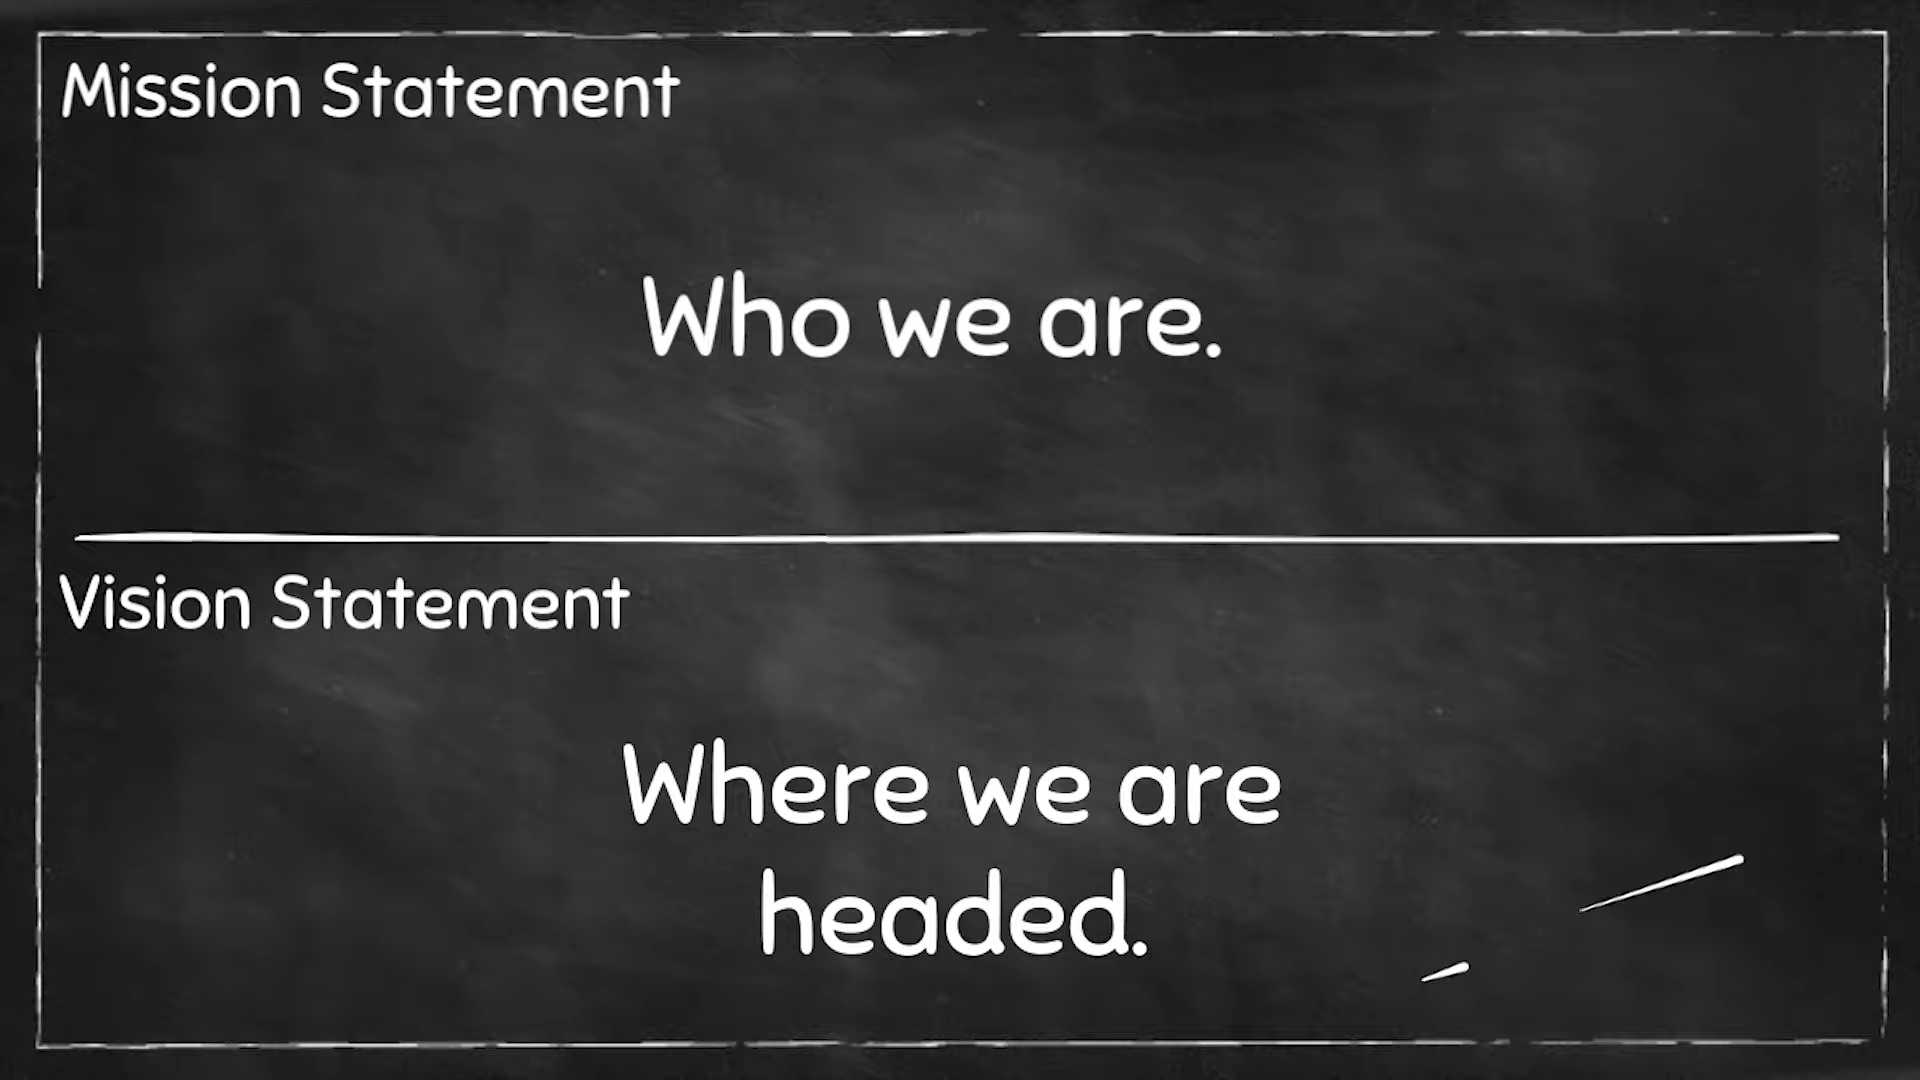 Mission Statement
Who we are.
Vision Statement
Where we are
headed.